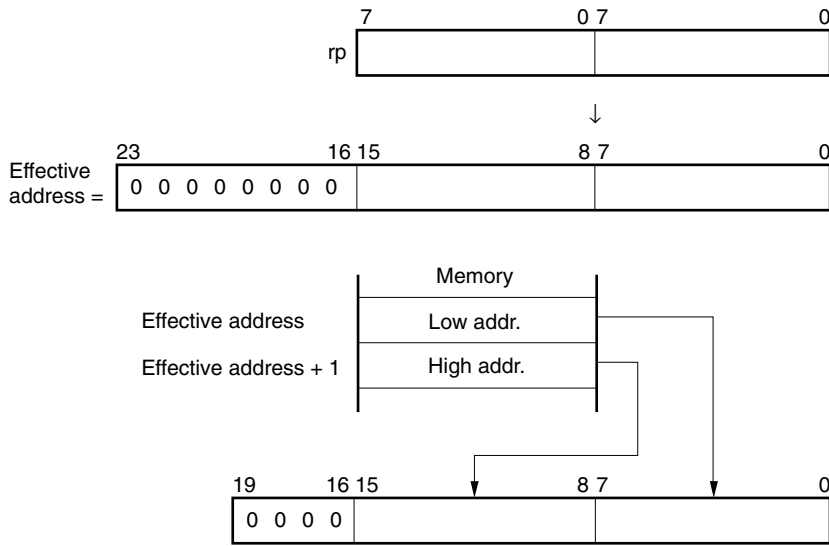 7 0 7 0
rp
↓
23 16 15 8 7 0
Effective
address =
0 0 0 0 0 0 0 0
Memory
Effective address Low addr.
Effective address + 1 High addr.
19 16 15 8 7 0
0 0 0 0